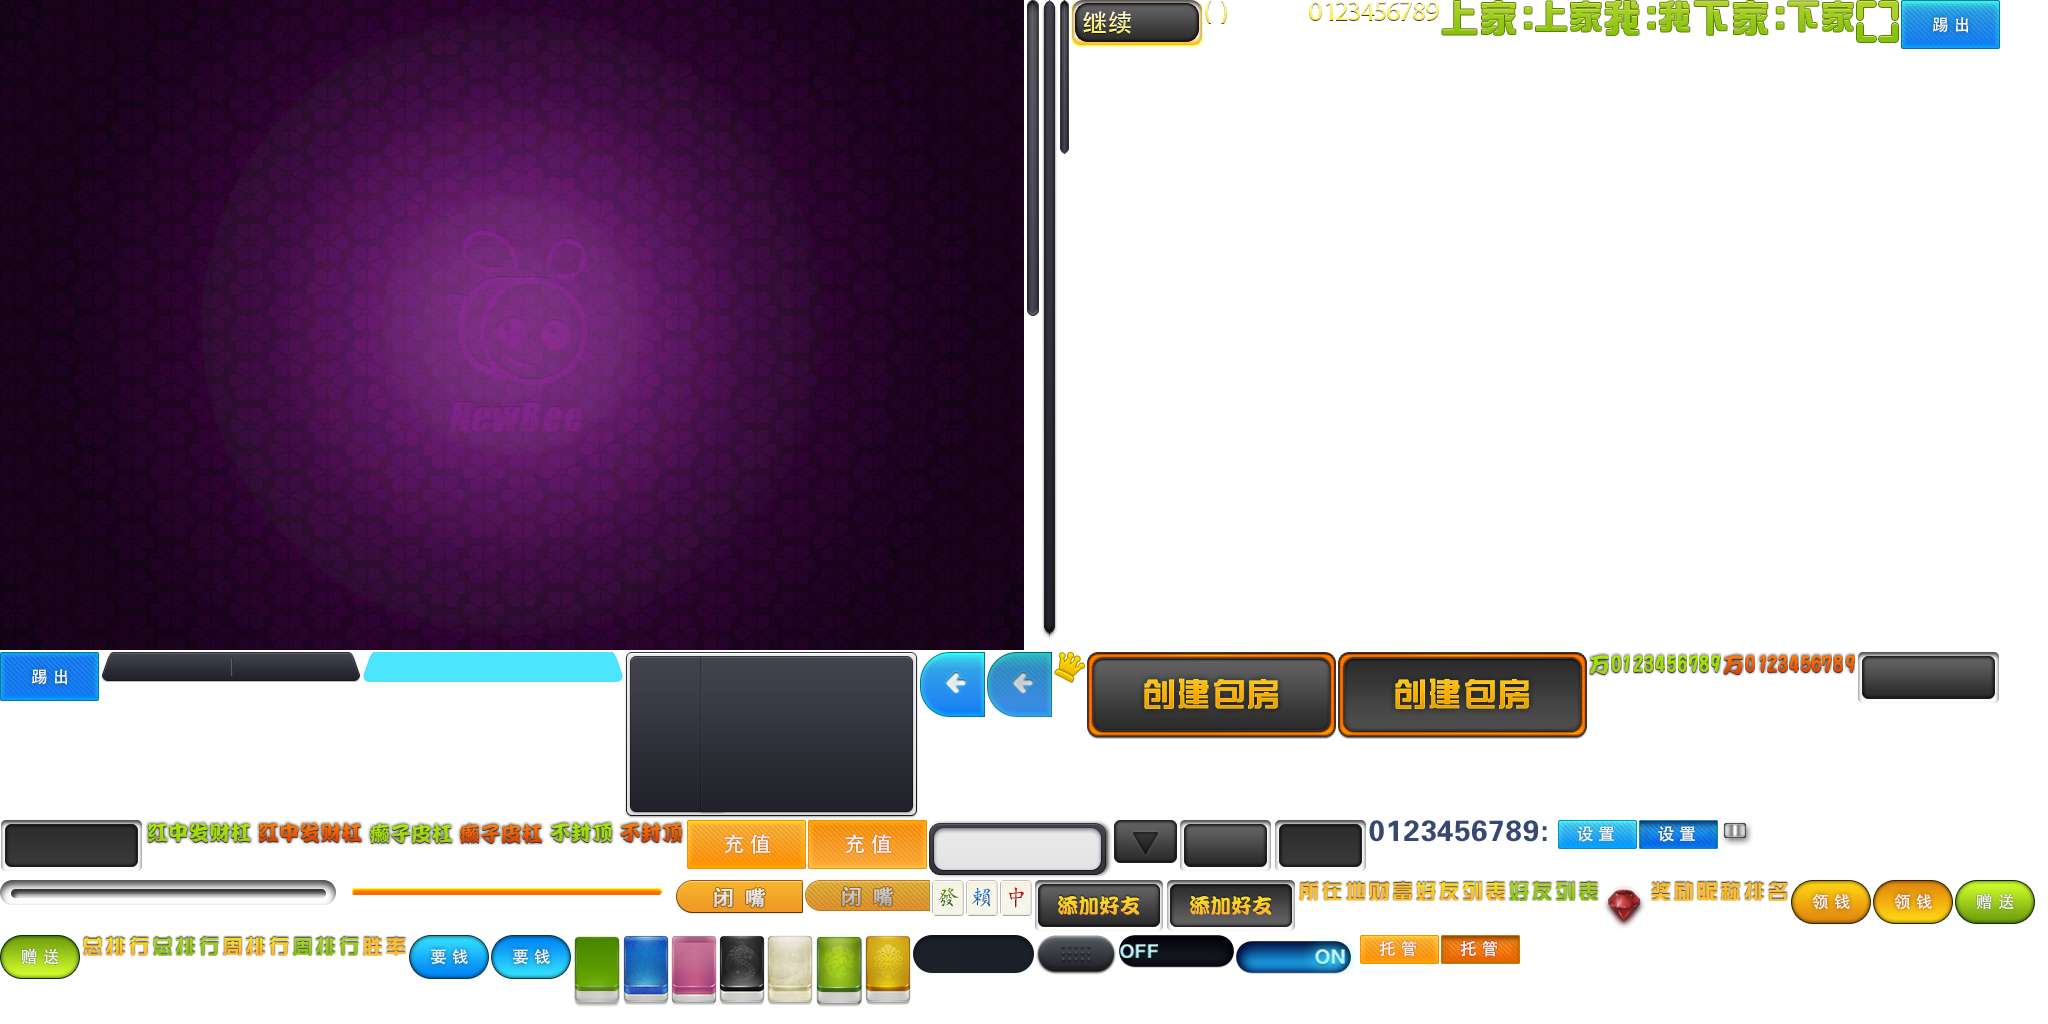 继续
( )
0123456789
上家:上家我:我下家:下家
踢出
NewBee
踢出
创建包房
创建包房
万0123456789
万0123456789
红中发财杠
红中发财杠
癞子皮杠
癞子皮杠
不封顶
不封顶
充值
充值
0123456789:
设置
设置
闭嘴
闭嘴
發
賴
中
添加好友
添加好友
所在地财富好友列表好友列表
奖励昵称排名
领钱
领钱
赠送
赠送
总排行总排行周排行周排行胜率
要钱
要钱
OFF
ON
托管
托管